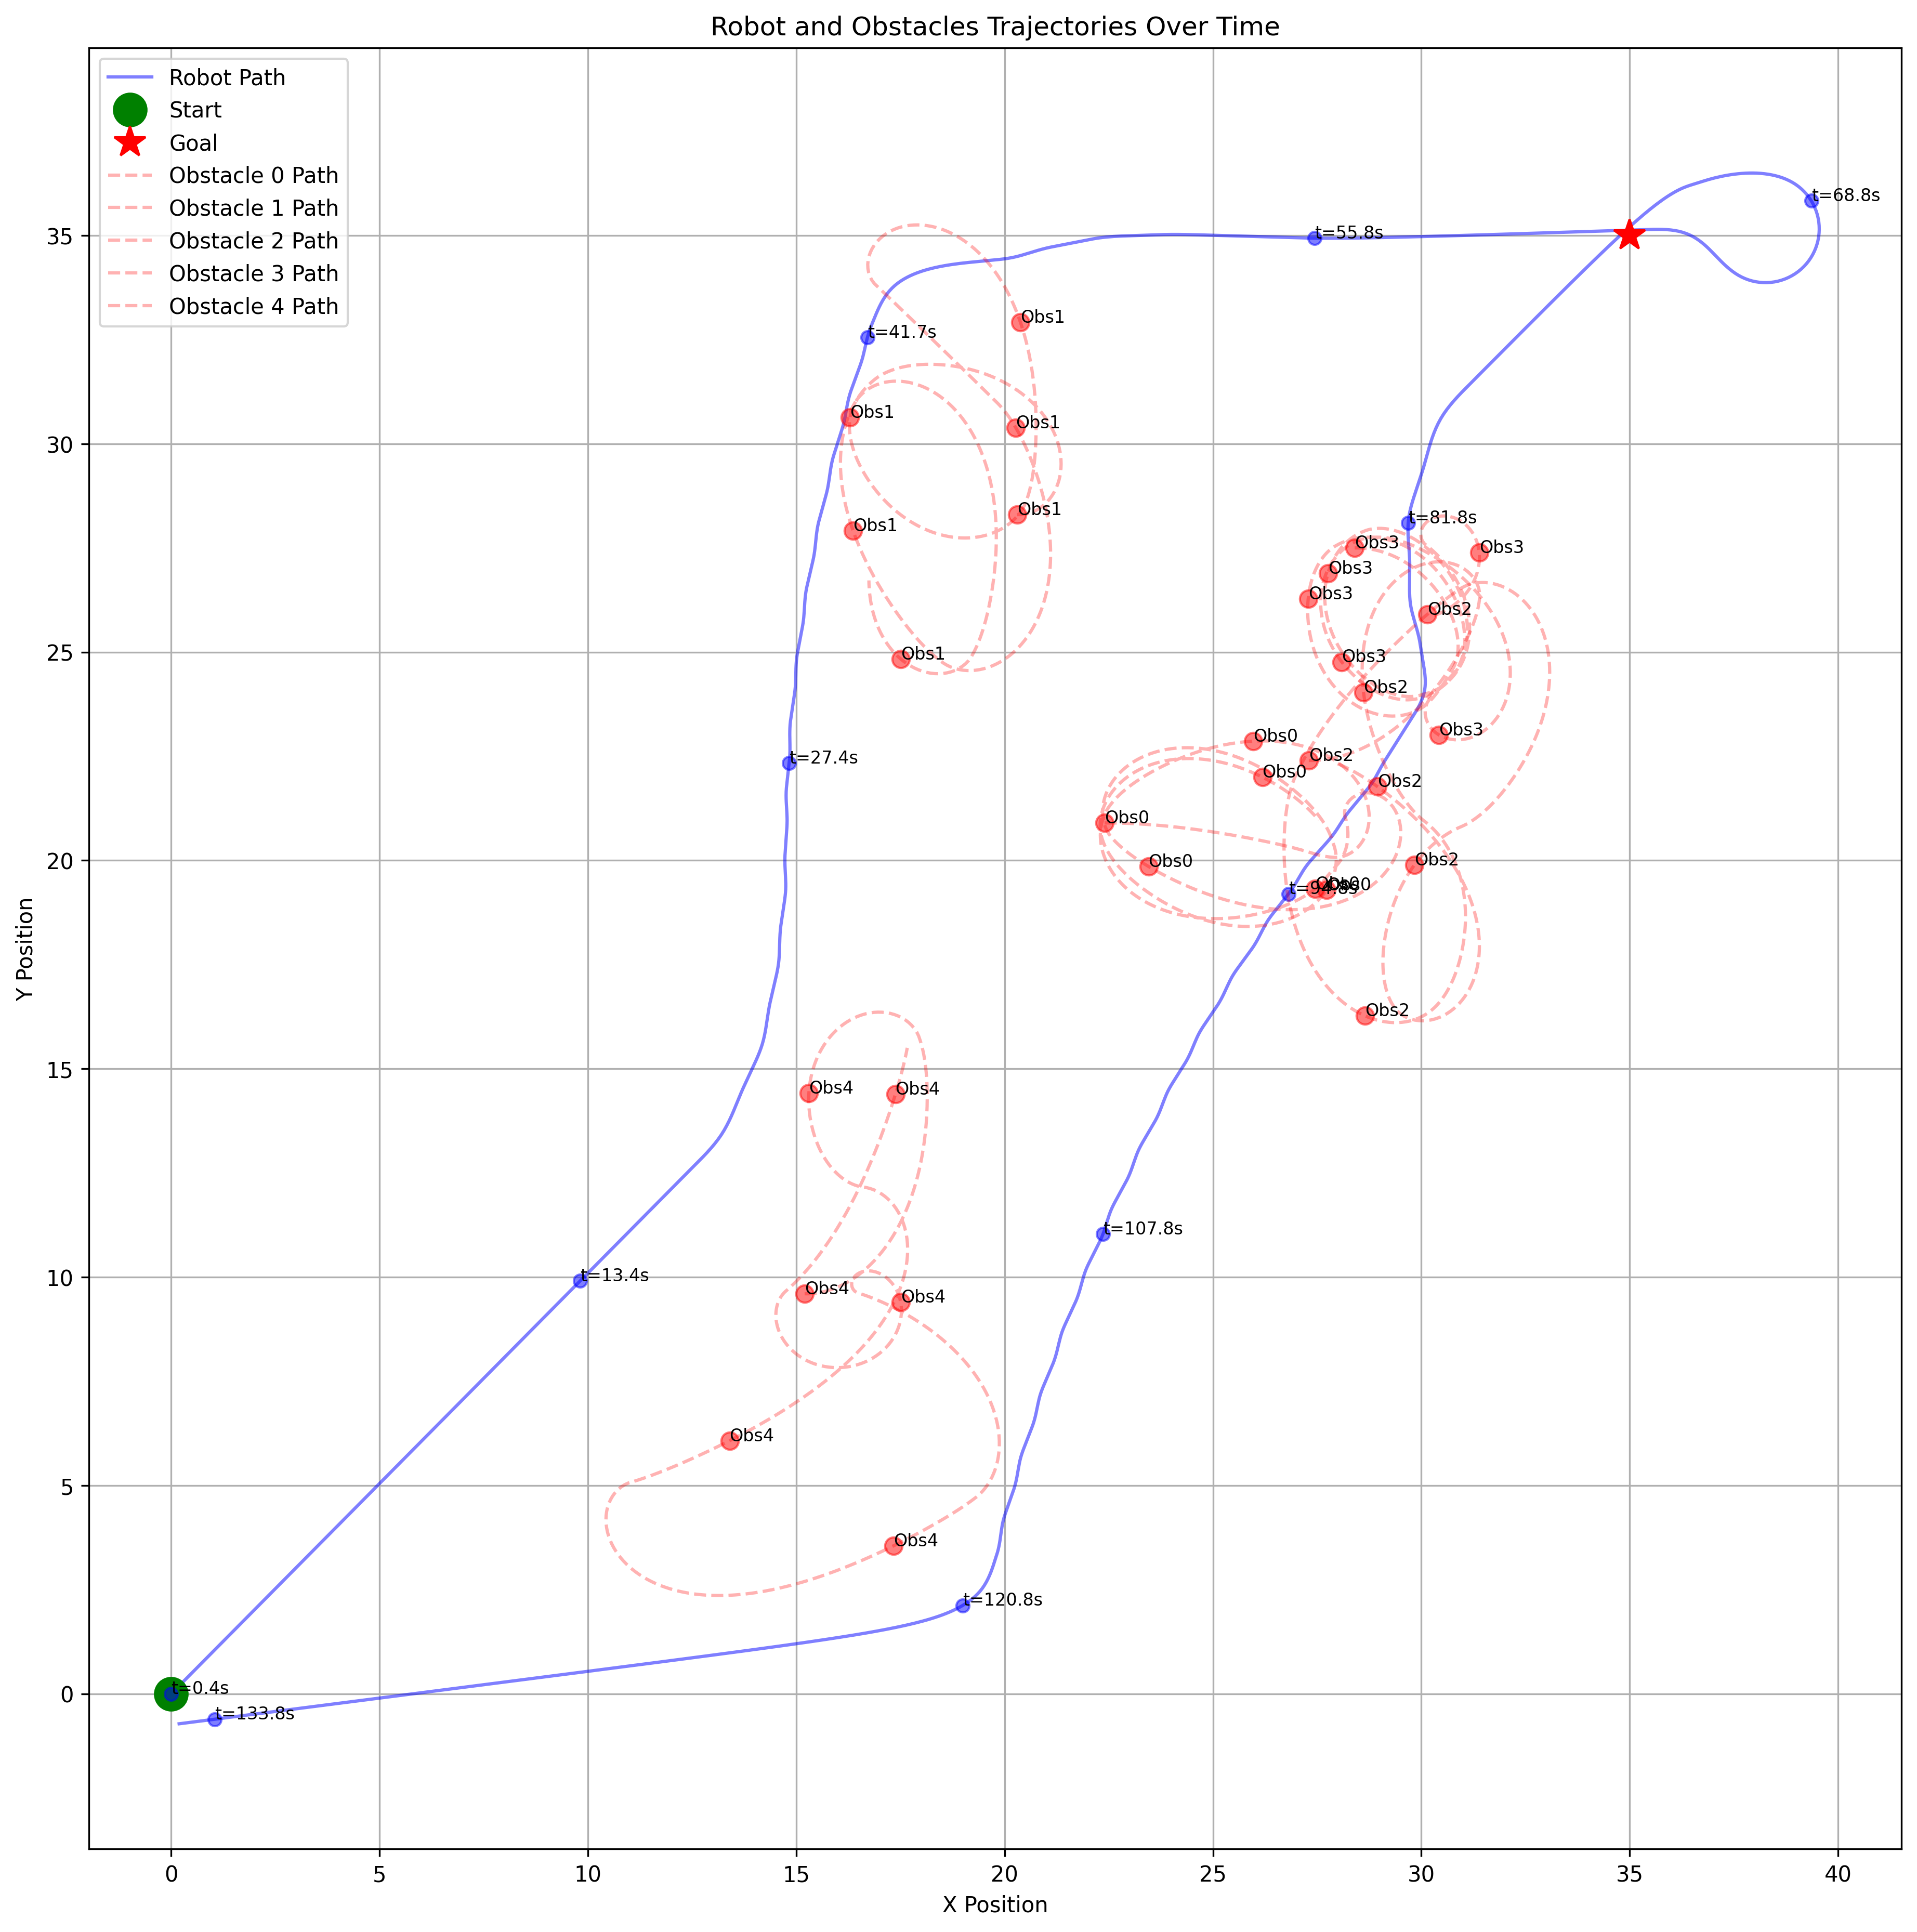 Robot and Obstacles Trajectories Over Time
Robot Path
Start
Goal
Obstacle 0 Path
Obstacle 1 Path
Obstacle 2 Path
Obstacle 3 Path
Obstacle 4 Path
t=68.8s
t=55.8s
35
Obs1
t=41.7s
Obs1
Obs1
30
Obs1
Obs1
t=81.8s
Obs3
Obs3
Obs3
Obs3
Obs2
25
Obs1
Obs3
Obs2
Obs3
Obs0
Obs2
t=27.4s
Obs0
Obs2
Obs0
20
Obs0
Obs2
t=94.8s
Obs0
Obs0
Y Position
Obs2
15
Obs4
Obs4
t=107.8s
10
t=13.4s
Obs4
Obs4
5
Obs4
Obs4
t=120.8s
0
t=0.4s
t=133.8s
0 5 10 15 20 25 30 35 40
X Position